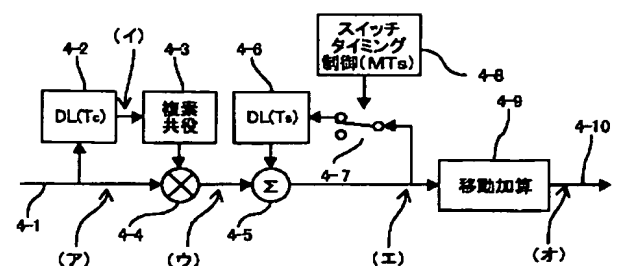 (イ)
4-2
4-3
4-6
スイッチ
タイミング
制御(MTs)
4-8
DL(Tc)
複素
共役
DL(Ts)
4-9
4-10
4-7
移動加算
Σ
4-1
(ア)
4-4
(ウ)
4-5
(エ)
(オ)